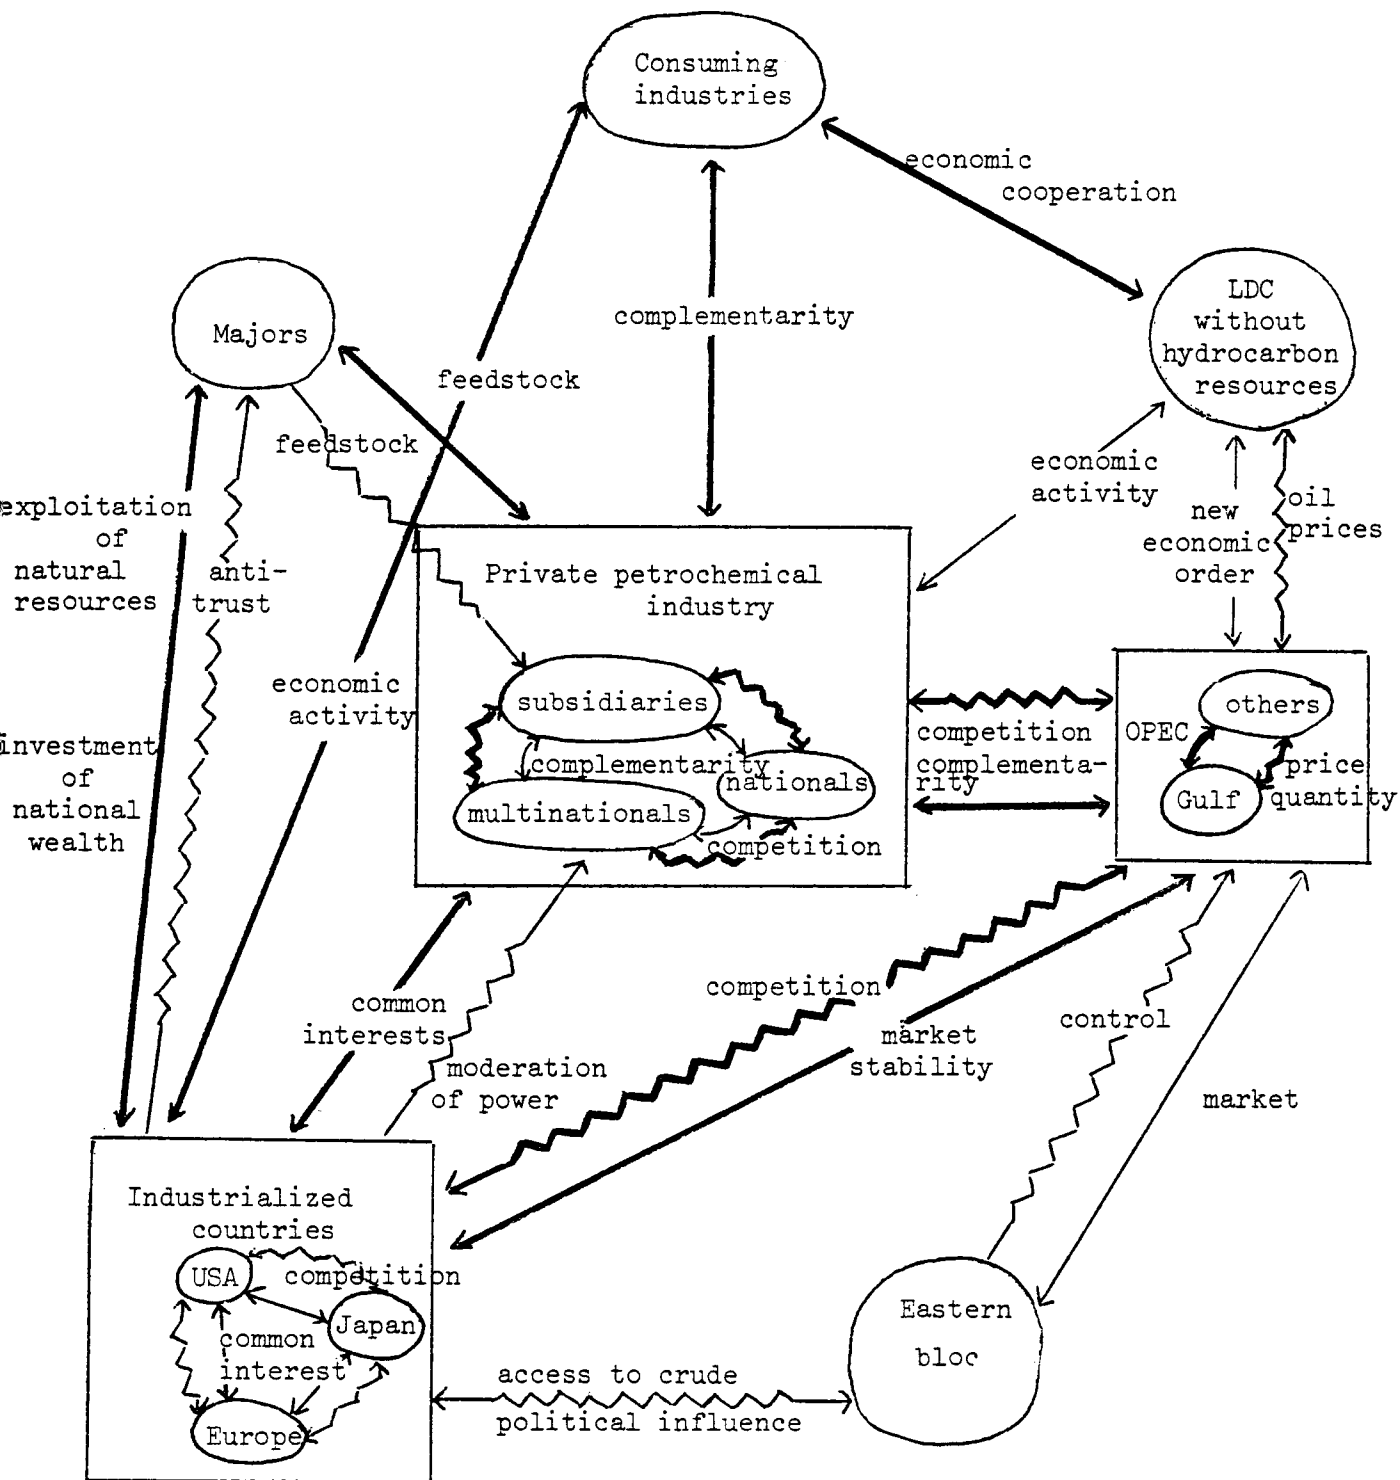 Consuming
industries
economic
cooperation
LDC
without
hydrocarbon
resources
Majors
complementarity
feedstock
feedstock
economic
activity
oil
prices
new
economic
order
exploitation
of
natural
resources
anti-
trust
Private petrochemical
industry
economic
activity
subsidiaries
complementarity
nationals
multinationals
competition
competition
complementa-
rity
others
OPEC
Gulf
price
quantity
investment
of
national
wealth
common
interests
moderation
of power
competition
market
stability
control
market
Industrialized
countries
USA
competition
Japan
common
interest
Europe
Eastern
bloc
access to crude
political influence